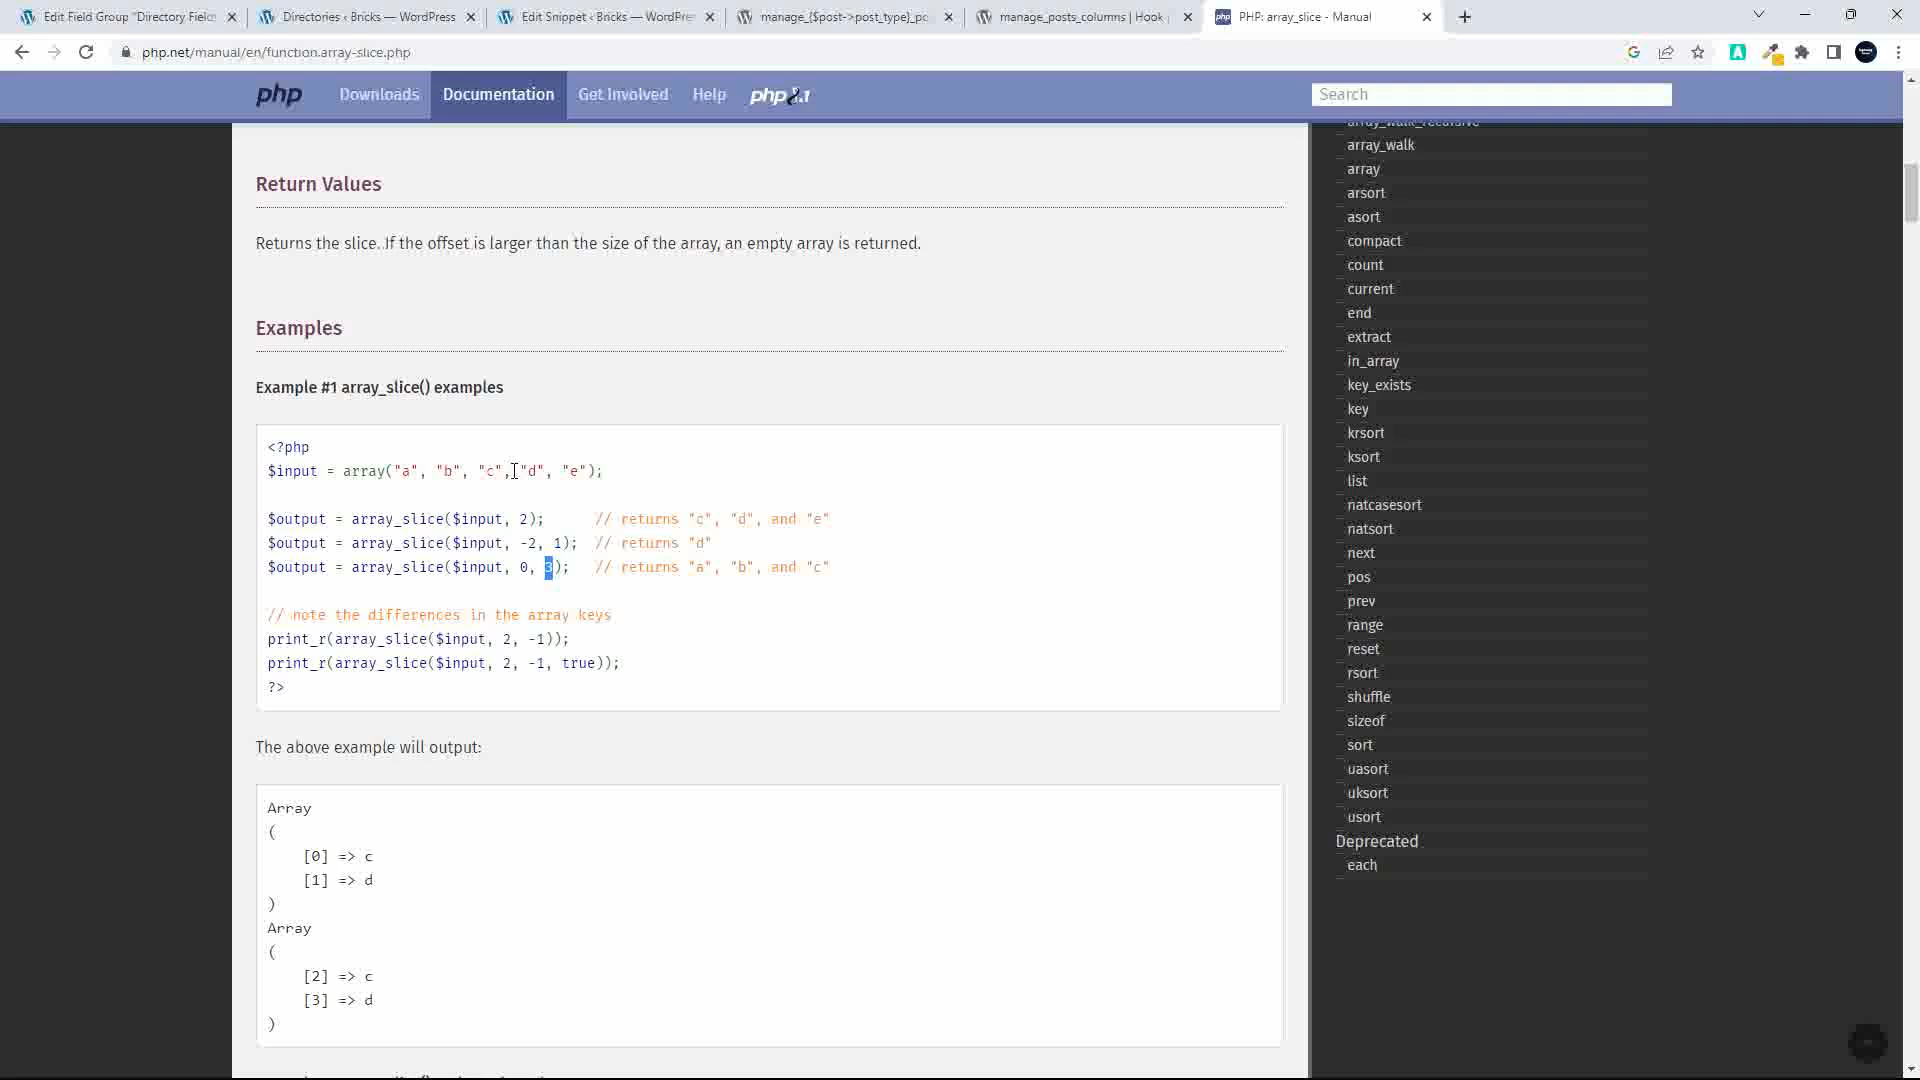 Edit Field Group "Directory Field
Directories ‹ Bricks — WordPress
Edit Snippet ‹ Bricks — WordPre
manage_{$post->post_type}_po
manage_posts_columns | Hook
PHP: array_slice - Manual
php.net/manual/en/function.array-slice.php
php
Downloads
Documentation
Get Involved
Help
php 8.1
Search
Return Values
Returns the slice. If the offset is larger than the size of the array, an empty array is returned.
Examples
Example #1 array_slice() examples
<?php
$input = array("a", "b", "c", "d", "e");
$output = array_slice($input, 2);      // returns "c", "d", and "e"
$output = array_slice($input, -2, 1);  // returns "d"
$output = array_slice($input, 0, 3);   // returns "a", "b", and "c"
// note the differences in the array keys
print_r(array_slice($input, 2, -1));
print_r(array_slice($input, 2, -1, true));
?>
The above example will output:
Array
(
[0] => c
[1] => d
)
Array
(
[2] => c
[3] => d
)
array_walk_recursive
array_walk
array
arsort
asort
compact
count
current
end
extract
in_array
key_exists
key
krsort
ksort
list
natcasesort
natsort
next
pos
prev
range
reset
rsort
shuffle
sizeof
sort
uasort
uksort
usort
Deprecated
each